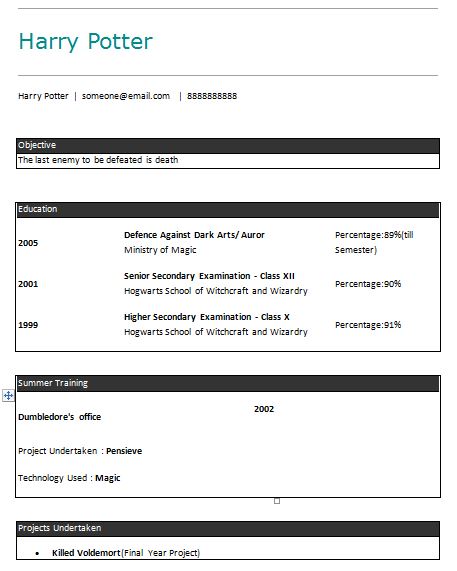 Harry Potter
Harry Potter | someone@email.com | 8888888888
Objective
The last enemy to be defeated is death
Education
2005
Defence Against Dark Arts/ Auror
Ministry of Magic
Percentage:89%(till
Semester)
2001
Senior Secondary Examination - Class XII
Hogwarts School of Witchcraft and Wizardry
Percentage:90%
1999
Higher Secondary Examination - Class X
Hogwarts School of Witchcraft and Wizardry
Percentage:91%
Summer Training
Dumbledore's office
2002
Project Undertaken : Pensieve
Technology Used : Magic
Projects Undertaken
• Killed Voldemort(Final Year Project)